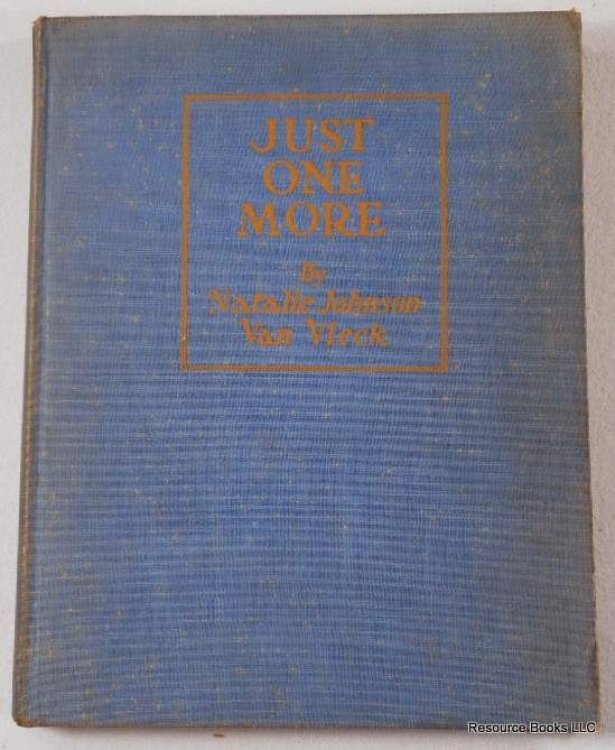 JUST
ONE
MORE
By
Natalie Johnson
Van Vleck
Resource Books LLC